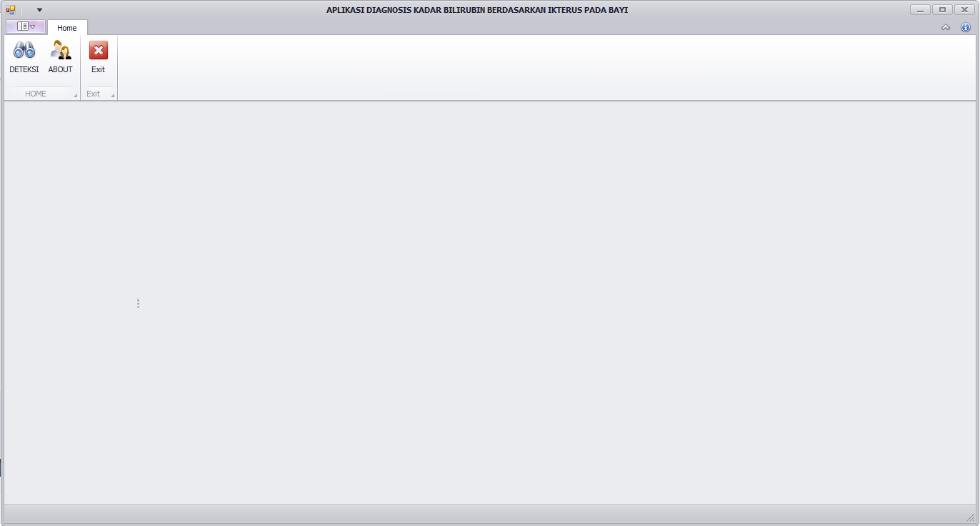 APLIKASI DIAGNOSIS KADAR BILIRUBIN BERDASARKAN IKTERUS PADA BAYI
Home
DETEKSI ABOUT Exit
HOME Exit